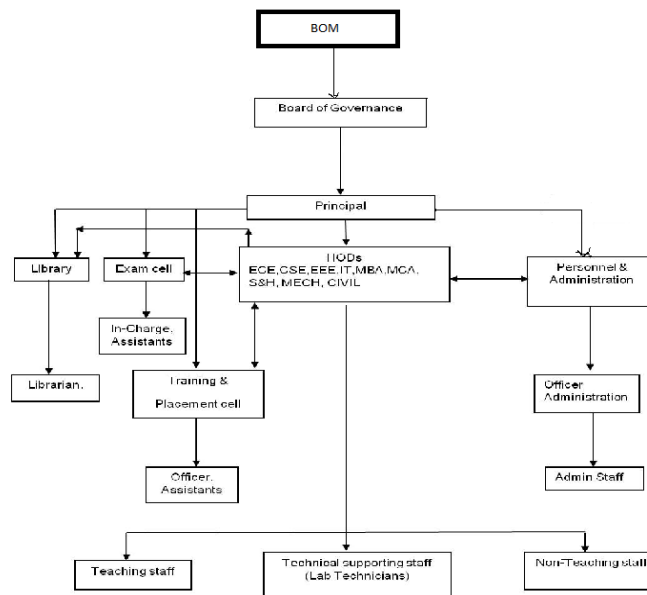 BOM
Board of Governance
Principal
HODs
ECE,CSE,EEE,IT,MBA,MCA,
S&H, MECH, CIVIL
Library
Exam cell
Personnel &
Administration
In-Charge,
Assistants
Librarian.
Training &
Placement cell
Officer
Administration
Officer,
Assistants
Admin Staff
Teaching staff
Technical supporting staff
(Lab Technicians)
Non-Teaching staff